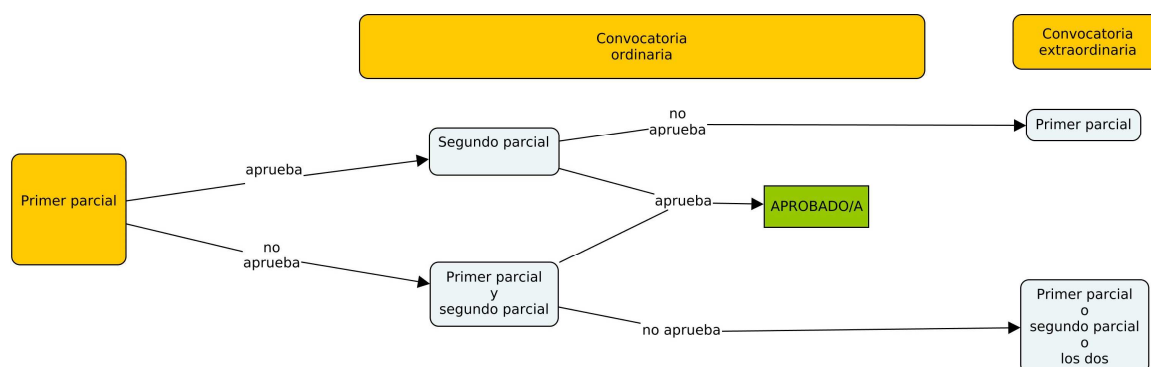 Convocatoria
ordinaria
Convocatoria
extraordinaria
no
aprueba
Primer parcial
Segundo parcial
aprueba
Primer parcial
aprueba
APROBADO/A
no
aprueba
Primer parcial
y
segundo parcial
no aprueba
Primer parcial
o
segundo parcial
o
los dos